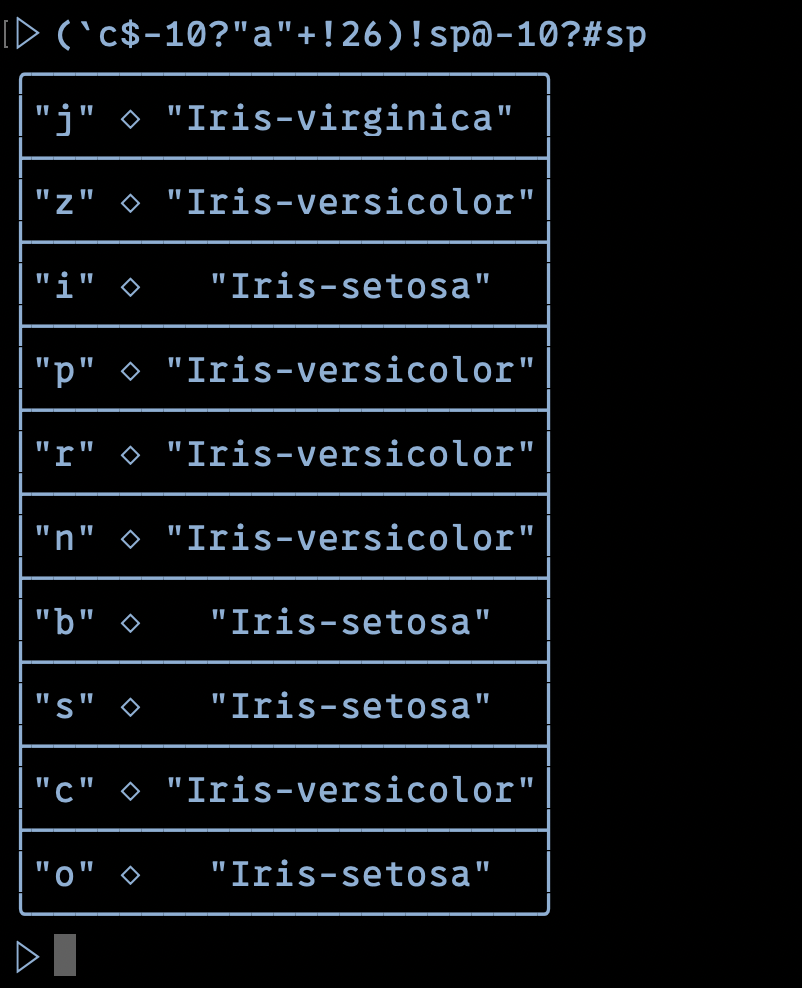 ▷ (`c$-10?"a"+!26)!sp@-10?#sp
"j" ◇ "Iris-virginica"
"z" ◇ "Iris-versicolor"
"i" ◇ "Iris-setosa"
"p" ◇ "Iris-versicolor"
"r" ◇ "Iris-versicolor"
"n" ◇ "Iris-versicolor"
"b" ◇ "Iris-setosa"
"s" ◇ "Iris-setosa"
"c" ◇ "Iris-versicolor"
"o" ◇ "Iris-setosa"
▷